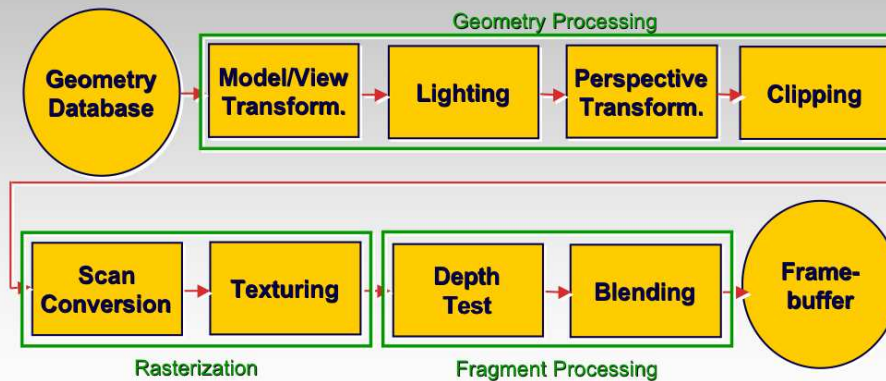 Geometry Processing
Geometry
Database
Model/View
Transform.
Lighting
Perspective
Transform.
Clipping
Scan
Conversion
Texturing
Depth
Test
Blending
Frame-
buffer
Rasterization
Fragment Processing